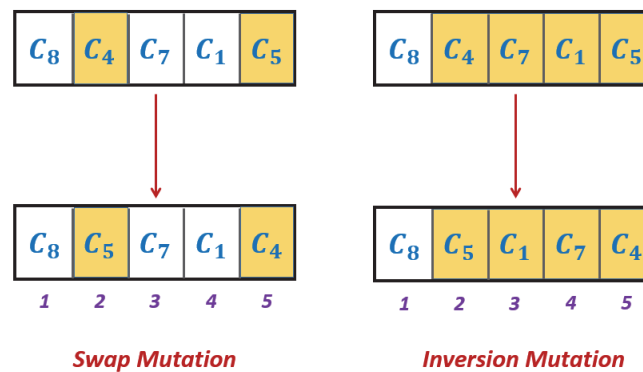 C₈ C₄ C₇ C₁ C₅
C₈ C₅ C₇ C₁ C₄
1 2 3 4 5
Swap Mutation
C₈ C₄ C₇ C₁ C₅
C₈ C₅ C₁ C₇ C₄
1 2 3 4 5
Inversion Mutation